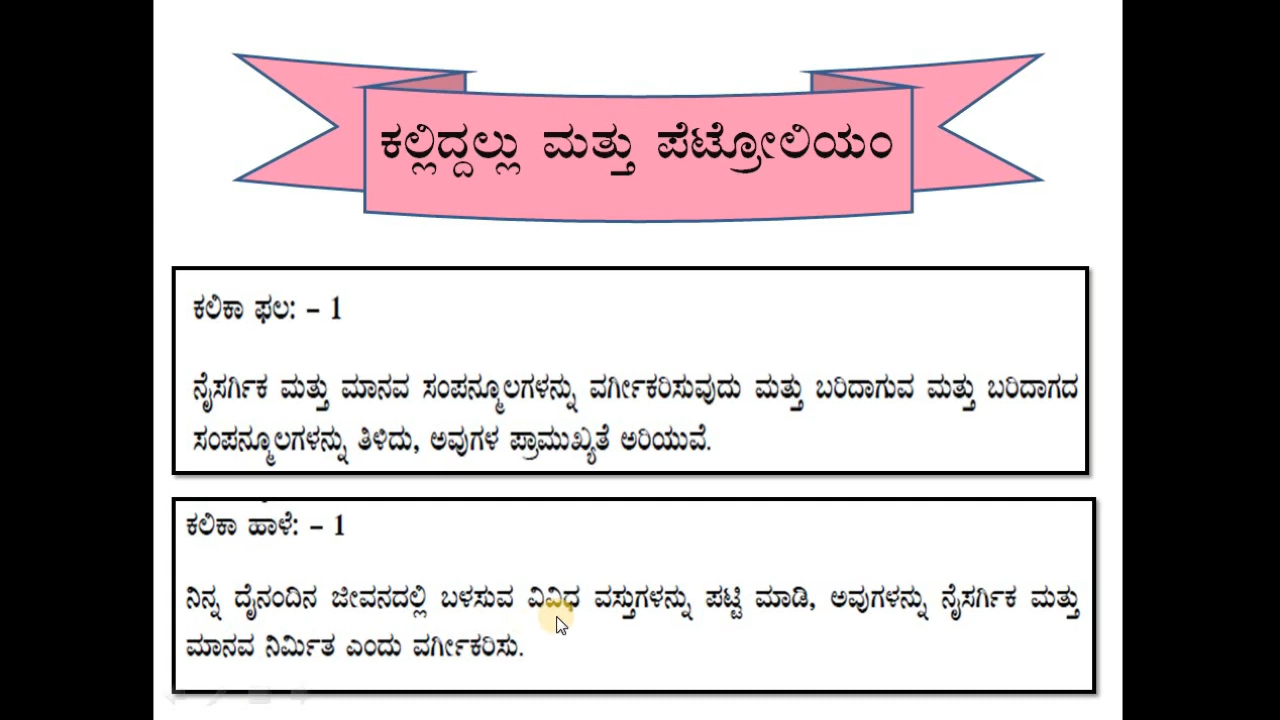 ಕಲ್ಲಿದ್ದಲ್ಲು ಮತ್ತು ಪೆಟ್ರೋಲಿಯಂ
ಕಲಿಕಾ ಫಲ: – 1
ನೈಸರ್ಗಿಕ ಮತ್ತು ಮಾನವ ಸಂಪನ್ಮೂಲಗಳನ್ನು ವರ್ಗೀಕರಿಸುವುದು ಮತ್ತು ಬರಿದಾಗುವ ಮತ್ತು ಬರಿದಾಗದ
ಸಂಪನ್ಮೂಲಗಳನ್ನು ತಿಳಿದು, ಅವುಗಳ ಪ್ರಾಮುಖ್ಯತೆ ಅರಿಯುವೆ.
ಕಲಿಕಾ ಹಾಳೆ: – 1
ನಿನ್ನ ದೈನಂದಿನ ಜೀವನದಲ್ಲಿ ಬಳಸುವ ವಿವಿಧ ವಸ್ತುಗಳನ್ನು ಪಟ್ಟಿ ಮಾಡಿ, ಅವುಗಳನ್ನು ನೈಸರ್ಗಿಕ ಮತ್ತು
ಮಾನವ ನಿರ್ಮಿತ ಎಂದು ವರ್ಗೀಕರಿಸು.